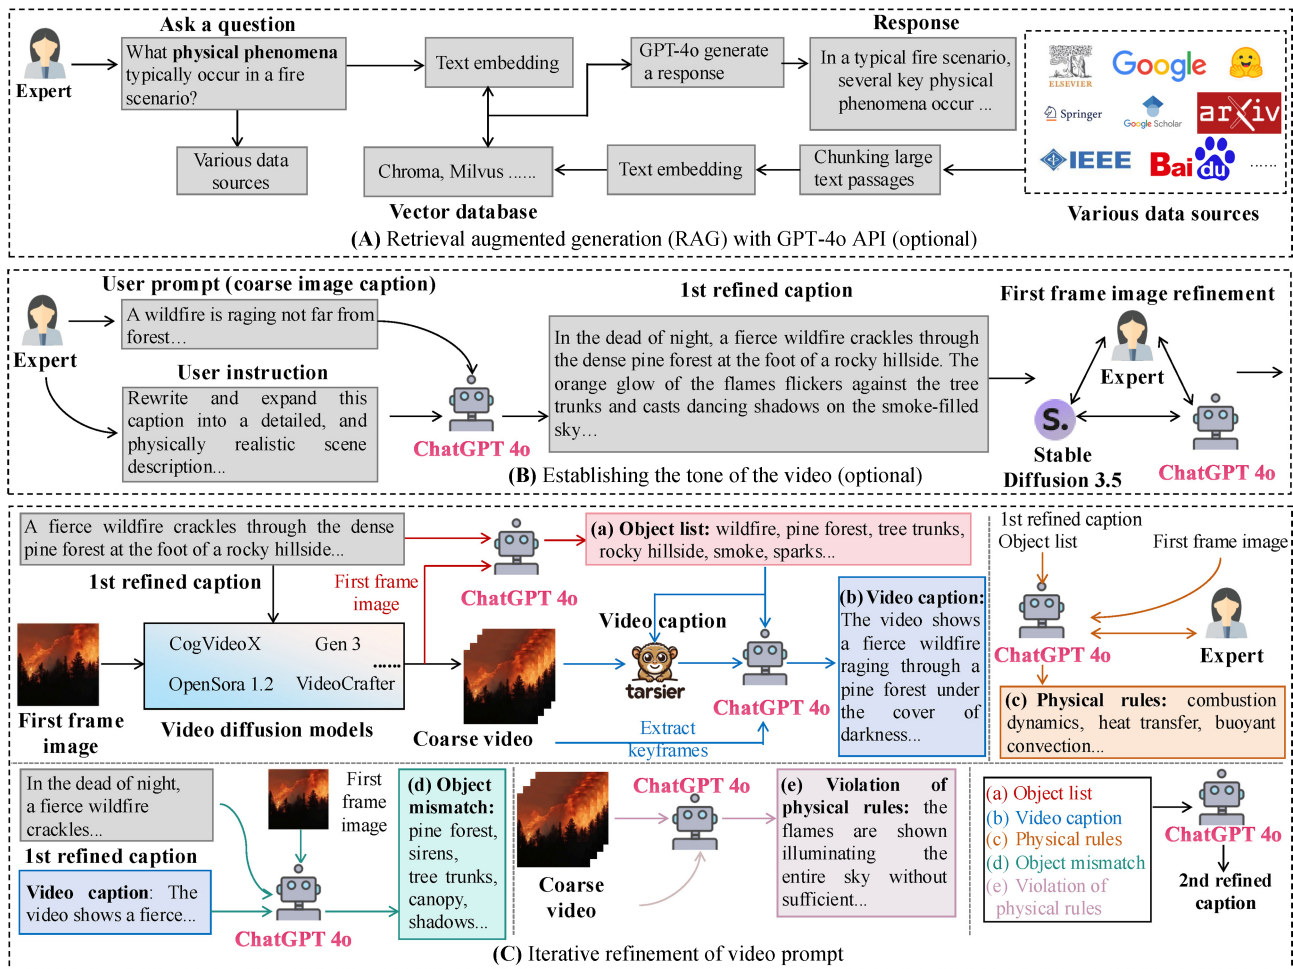 Ask a question
Expert
What physical phenomena
typically occur in a fire
scenario?
Various data
sources
Text embedding
GPT-4o generate
a response
Response
In a typical fire scenario,
several key physical
phenomena occur ...
Chroma, Milvus ......
Vector database
Text embedding
Chunking large
text passages
ELSEVIER
Google
Springer
Google Scholar
arXiv
IEEE
Bai du
......
Various data sources
(A) Retrieval augmented generation (RAG) with GPT-4o API (optional)
User prompt (coarse image caption)
A wildfire is raging not far from
forest…
Expert
User instruction
Rewrite and expand this
caption into a detailed, and
physically realistic scene
description...
ChatGPT 4o
1st refined caption
In the dead of night, a fierce wildfire crackles through
the dense pine forest at the foot of a rocky hillside. The
orange glow of the flames flickers against the tree
trunks and casts dancing shadows on the smoke-filled
sky…
First frame image refinement
Expert
S.
Stable
Diffusion 3.5
ChatGPT 4o
(B) Establishing the tone of the video (optional)
A fierce wildfire crackles through the dense
pine forest at the foot of a rocky hillside...
1st refined caption
First frame
image
ChatGPT 4o
(a) Object list: wildfire, pine forest, tree trunks,
rocky hillside, smoke, sparks...
First frame
image
CogVideoX
Gen 3
......
OpenSora 1.2
VideoCrafter
Video diffusion models
Coarse video
Video caption
tarsier
ChatGPT 4o
Extract
keyframes
(b) Video caption:
The video shows
a fierce wildfire
raging through a
pine forest under
the cover of
darkness...
1st refined caption
Object list
First frame image
ChatGPT 4o
Expert
(c) Physical rules: combustion
dynamics, heat transfer, buoyant
convection...
In the dead of night,
a fierce wildfire
crackles...
1st refined caption
Video caption: The
video shows a fierce...
First
frame
image
ChatGPT 4o
(d) Object
mismatch:
pine forest,
sirens,
tree trunks,
canopy,
shadows...
Coarse
video
ChatGPT 4o
(e) Violation of
physical rules: the
flames are shown
illuminating the
entire sky without
sufficient...
(a) Object list
(b) Video caption
(c) Physical rules
(d) Object mismatch
(e) Violation of
physical rules
ChatGPT 4o
2nd refined
caption
(C) Iterative refinement of video prompt